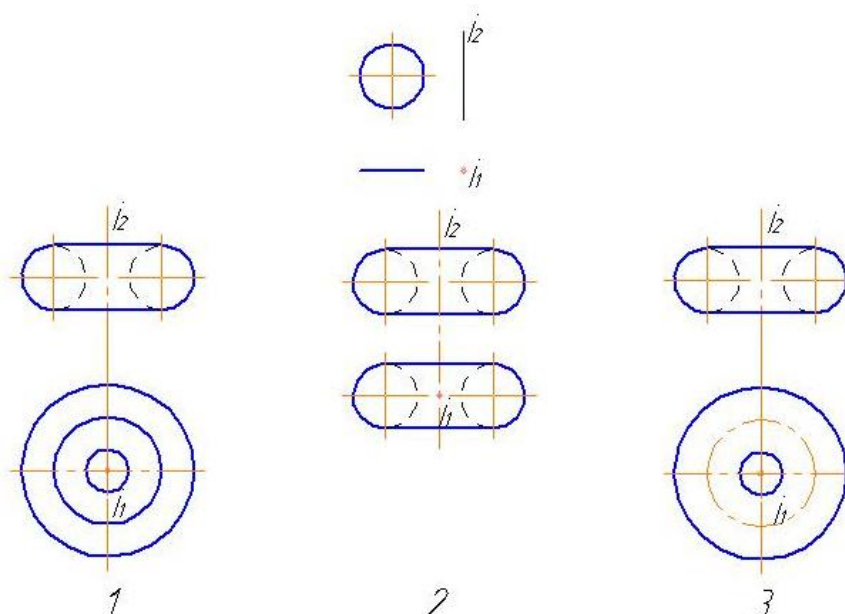 i₂
i₁
i₂ i₂ i₂
i₁
i₁ i₁
1 2 3